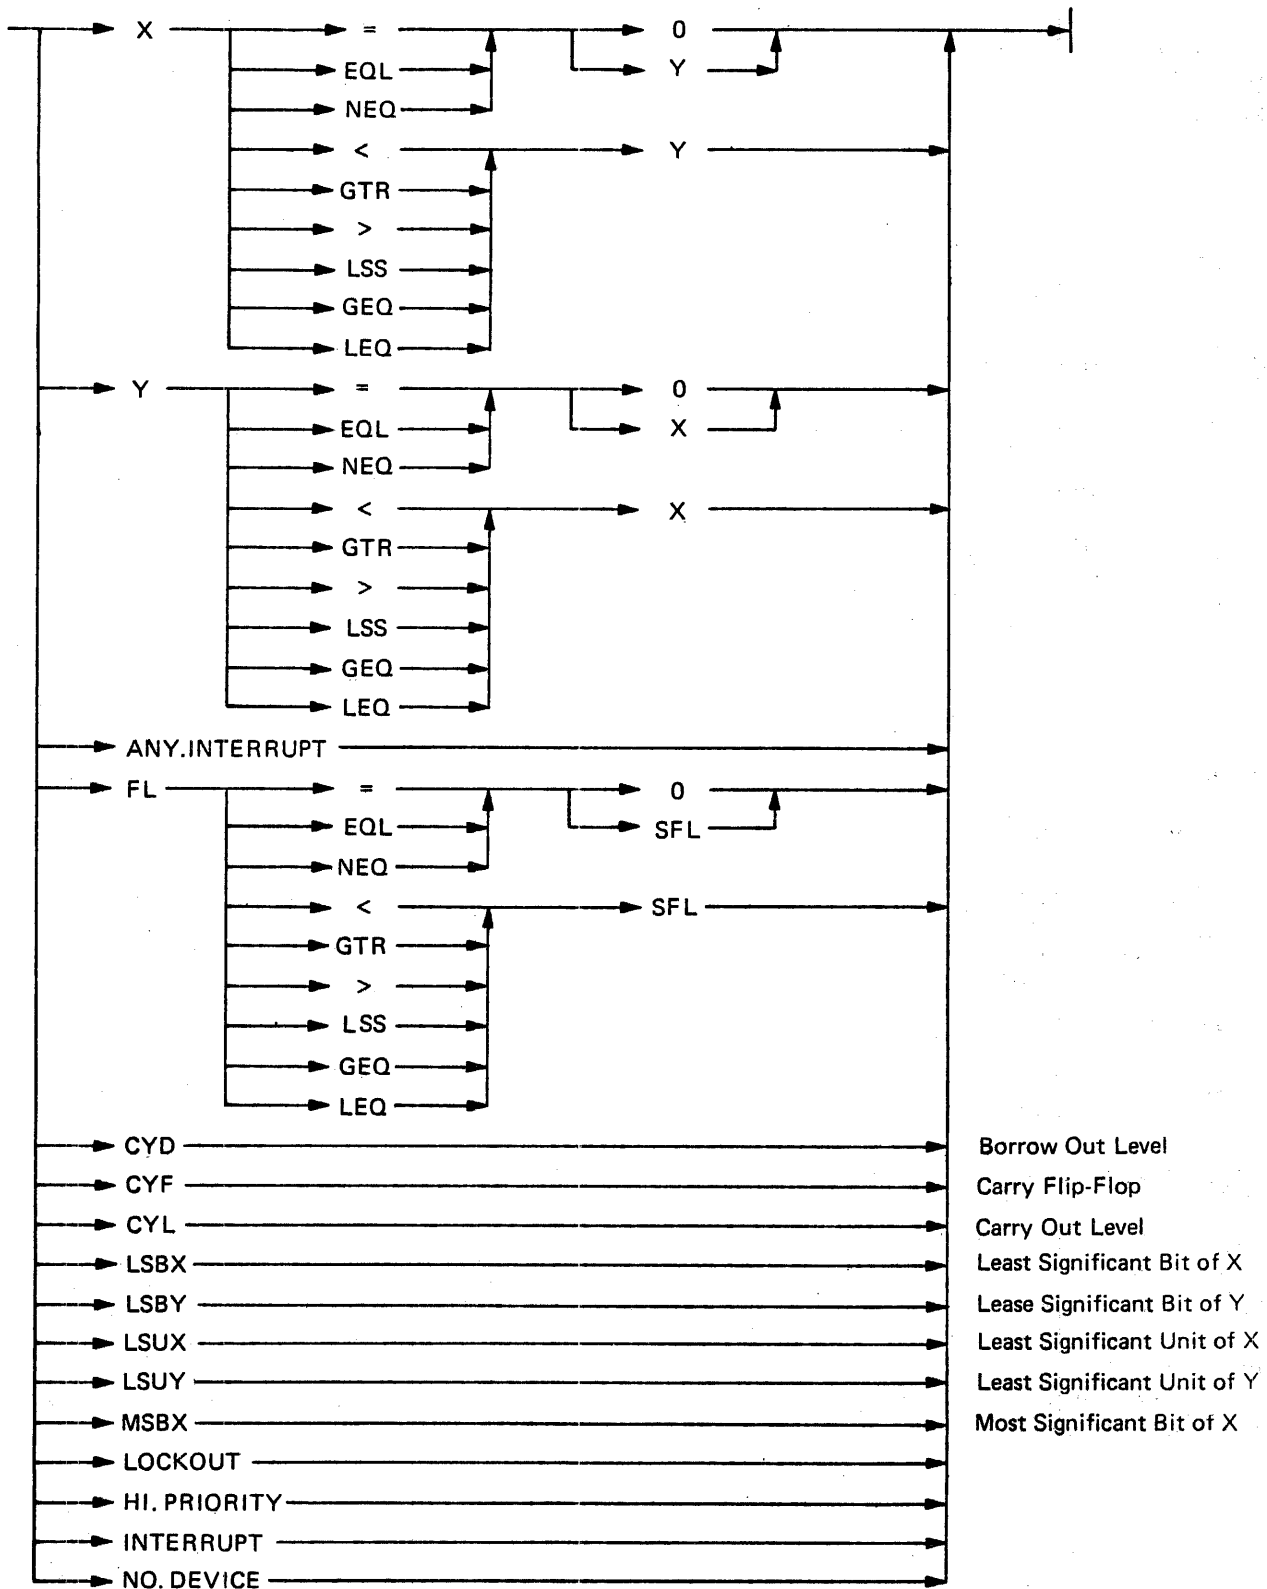 X = 0
EQL Y
NEQ
< Y
GTR
>
LSS
GEQ
LEQ
Y = 0
EQL X
NEQ
< X
GTR
>
LSS
GEQ
LEQ
ANY.INTERRUPT
FL = 0
EQL SFL
NEQ
< SFL
GTR
>
LSS
GEQ
LEQ
CYD Borrow Out Level
CYF Carry Flip-Flop
CYL Carry Out Level
LSBX Least Significant Bit of X
LSBY Lease Significant Bit of Y
LSUX Least Significant Unit of X
LSUY Least Significant Unit of Y
MSBX Most Significant Bit of X
LOCKOUT
HI. PRIORITY
INTERRUPT
NO. DEVICE